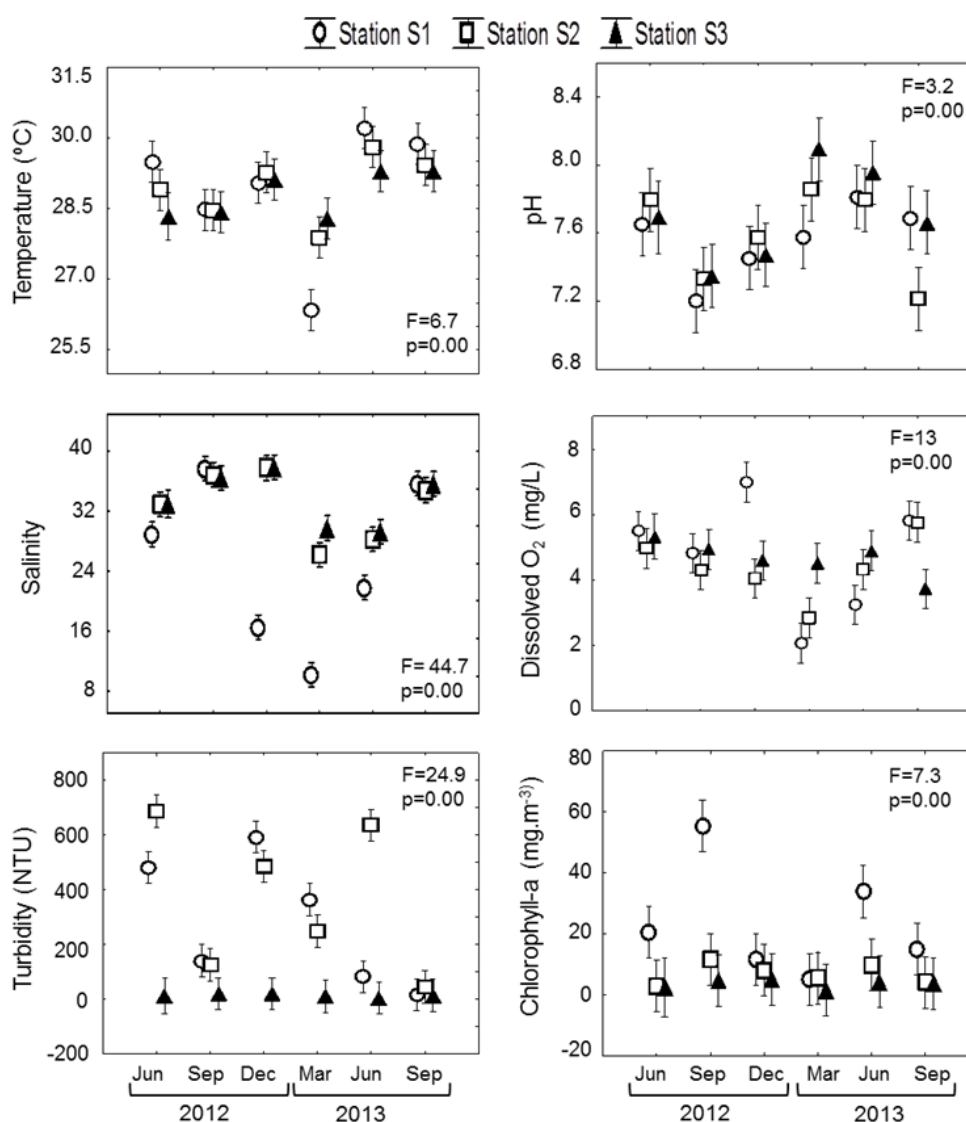 Station S1 Station S2 Station S3
Temperature (ºC)
31.5
30.0
28.5
27.0
25.5
F=6.7
p=0.00
pH
8.4
8.0
7.6
7.2
6.8
F=3.2
p=0.00
Salinity
40
32
24
16
8
F= 44.7
p=0.00
Dissolved O2 (mg/L)
8
6
4
2
0
F=13
p=0.00
Turbidity (NTU)
800
600
400
200
0
-200
F=24.9
p=0.00
Jun Sep Dec Mar Jun Sep
2012 2013
Chlorophyll-a (mg.m-3)
80
60
40
20
0
-20
F=7.3
p=0.00
Jun Sep Dec Mar Jun Sep
2012 2013